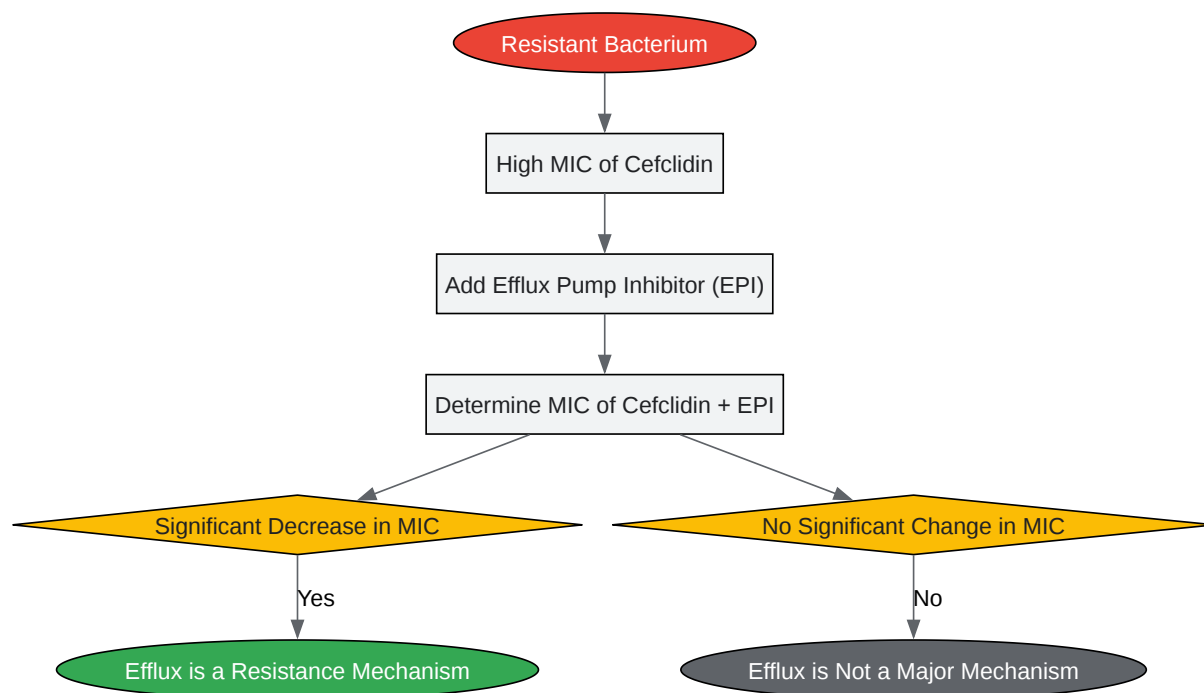 Resistant Bacterium
High MIC of Cefclidin
Add Efflux Pump Inhibitor (EPI)
Determine MIC of Cefclidin + EPI
Significant Decrease in MIC
No Significant Change in MIC
Yes
No
Efflux is a Resistance Mechanism
Efflux is Not a Major Mechanism